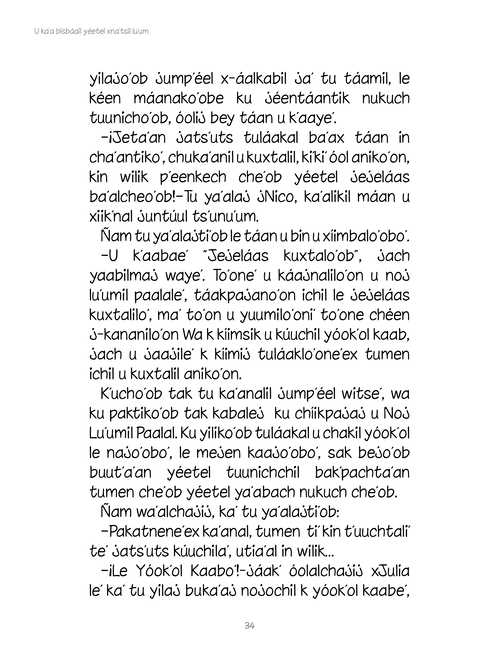 U ka'a bisbáail yéetel xna'tsil lu'um
yilajo'ob jump'éel x-áalkabil ja' tu táamil, le
kéen máanako'obe ku jéentáantik nukuch
tuunicho'ob, óolij bey táan u k'aaye'.
–¡Jeta'an jats'uts tuláakal ba'ax táan in
cha'antiko', chuka'anil u kuxtalil, ki'ki' óol aniko'on,
kin wilik p'eenkech che'ob yéetel jejeláas
ba'alcheo'ob!–Tu ya'alaj jNico, ka'alikil máan u
xiik'nal juntúul ts'unu'um.
Ñam tu ya'alajti'ob le táan u bin u xíimbalo'obo'.
–U k'aabae' "Jejeláas kuxtalo'ob", jach
yaabilmaj waye'. To'one' u káajnalilo'on u noj
lu'umil paalale', táakpajano'on ichil le jejeláas
kuxtalilo', ma' to'on u yuumilo'oni' to'one chéen
j-kananilo'on Wa k kíimsik u kúuchil yóok'ol kaab,
jach u jaajile' k kíimij tuláaklo'one'ex tumen
ichil u kuxtalil aniko'on.
K'ucho'ob tak tu ka'analil jump'éel witse', wa
ku paktiko'ob tak kabalej ku chíikpajaj u Noj
Lu'umil Paalal. Ku yiliko'ob tuláakal u chakil yóok'ol
le najo'obo', le mejen kaajo'obo', sak bejo'ob
buut'a'an yéetel tuunichchil bak'pachta'an
tumen che'ob yéetel ya'abach nukuch che'ob.
Ñam wa'alchajij, ka' tu ya'alajti'ob:
–Pakatnene'ex ka'anal, tumen ti' kin t'uuchtali'
te' jats'uts kúuchila', utia'al in wilik...
–¡Le Yóok'ol Kaabo'!–jáak' óolalchajij xJulia
le' ka' tu yilaj buka'aj nojochil k yóok'ol kaabe',
34